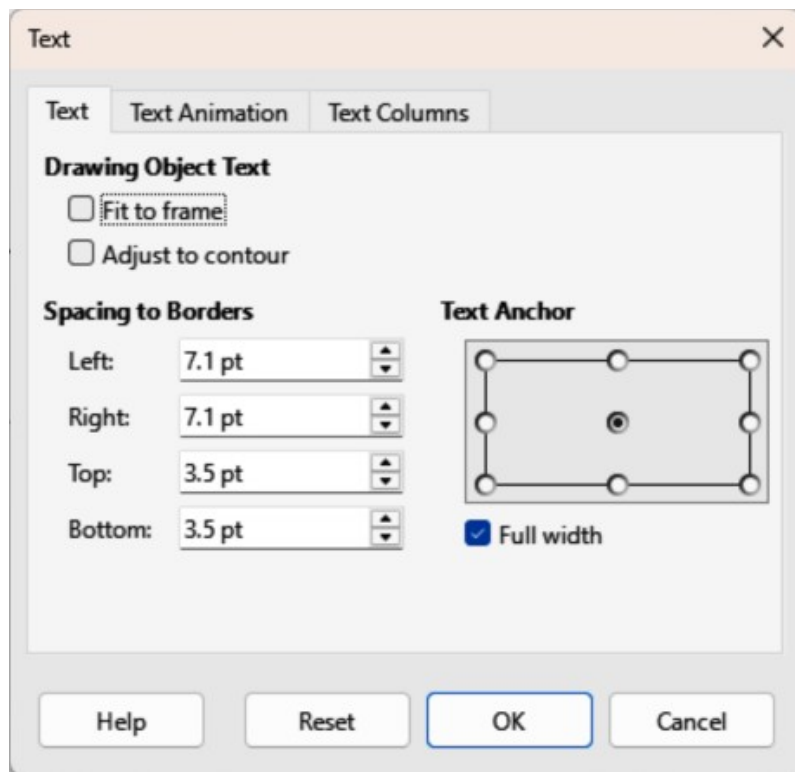 Text
Text Text Animation Text Columns
Drawing Object Text
Fit to frame
Adjust to contour
Spacing to Borders
Left: 7.1 pt
Right: 7.1 pt
Top: 3.5 pt
Bottom: 3.5 pt
Text Anchor
Full width
Help Reset OK Cancel